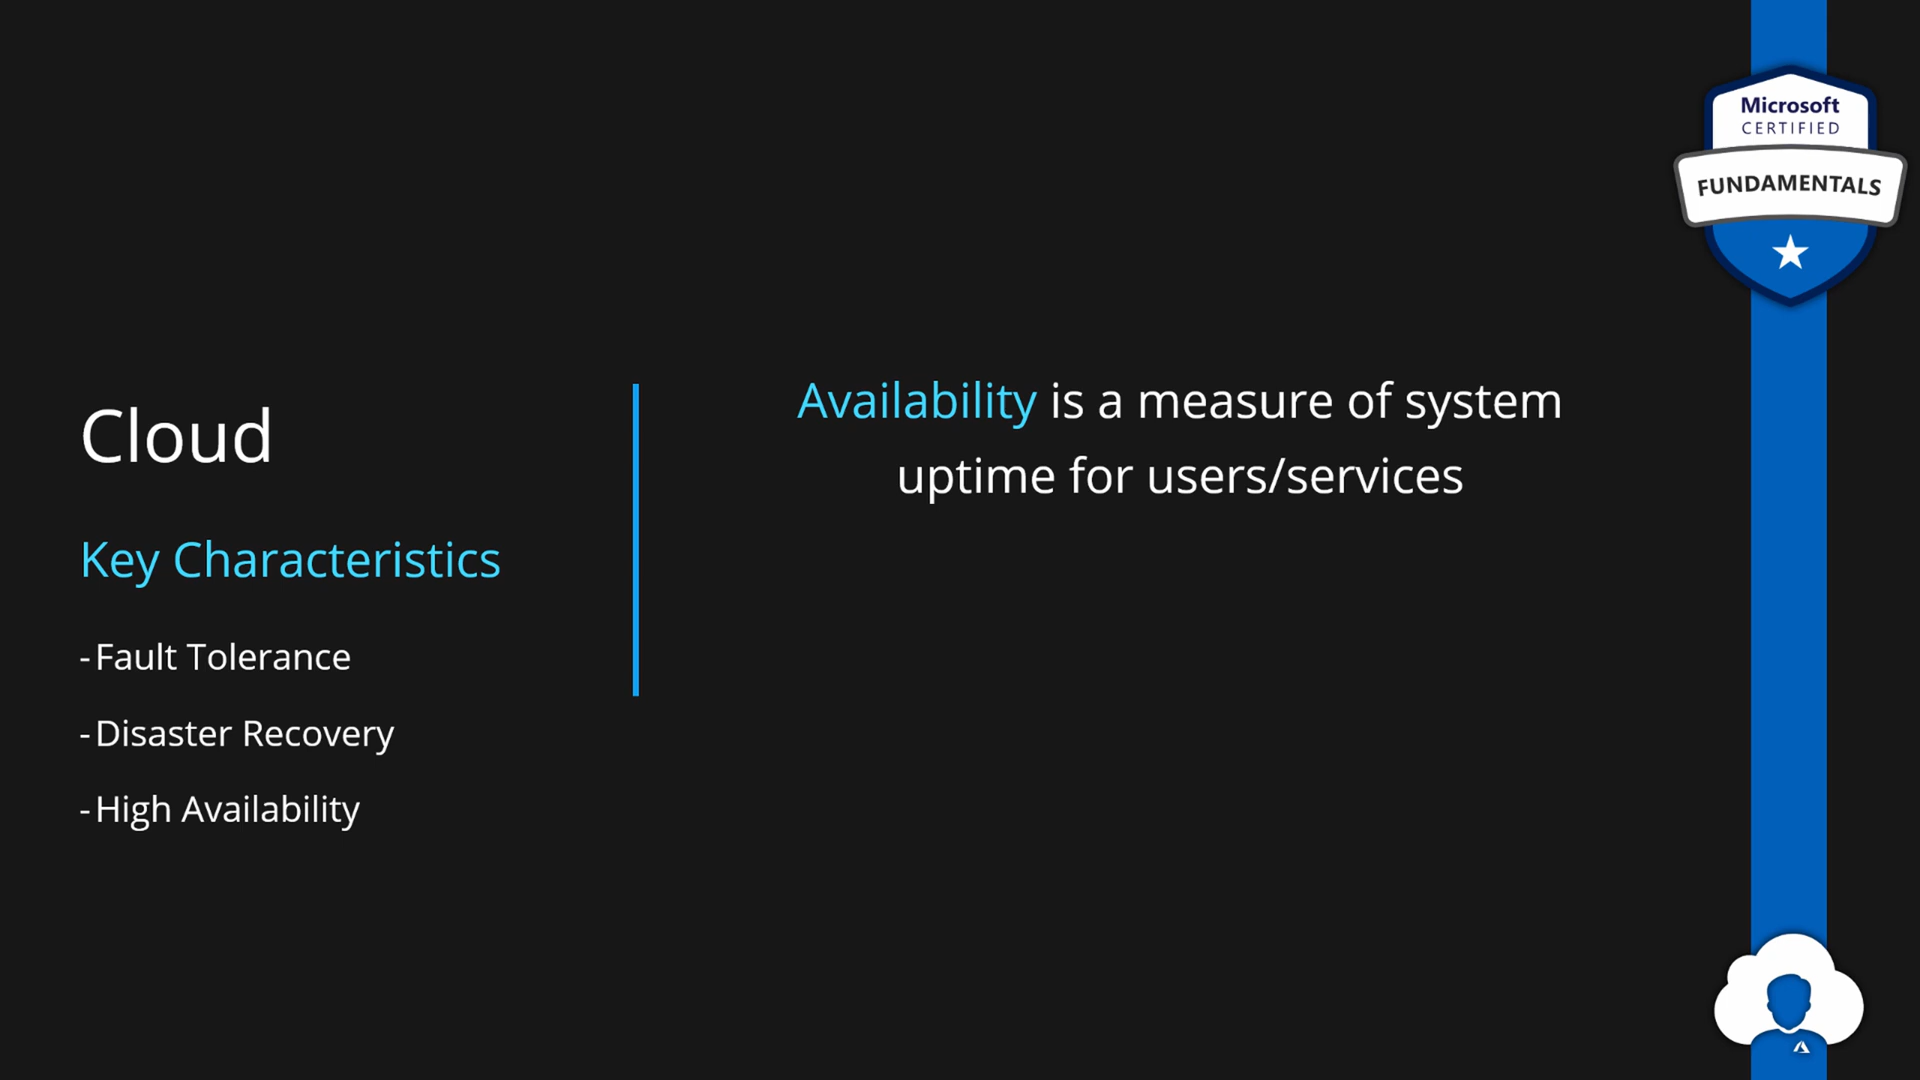 Cloud
Key Characteristics
-Fault Tolerance
-Disaster Recovery
-High Availability
Availability is a measure of system
uptime for users/services
Microsoft
CERTIFIED
FUNDAMENTALS